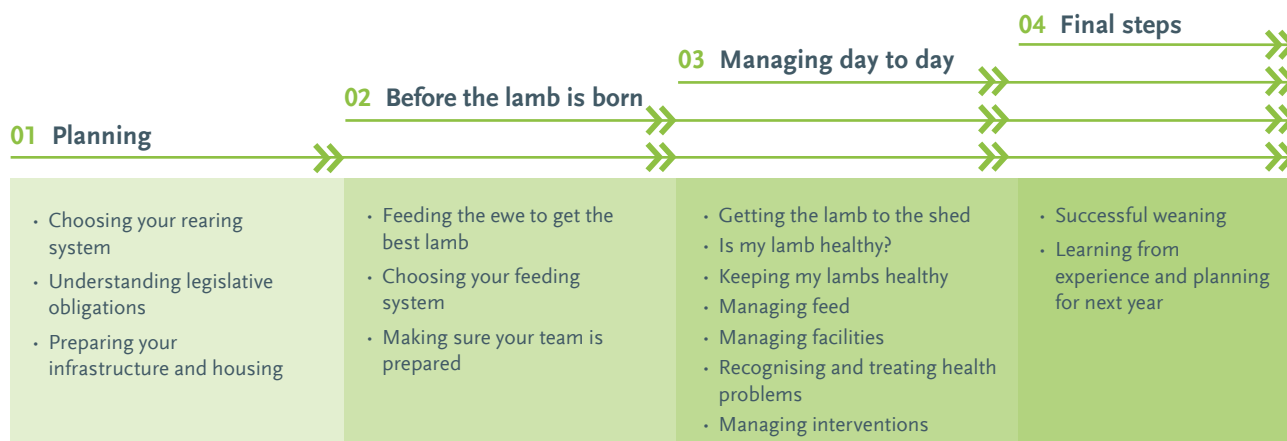 01 Planning
• Choosing your rearing
system
• Understanding legislative
obligations
• Preparing your
infrastructure and housing
02 Before the lamb is born
• Feeding the ewe to get the
best lamb
• Choosing your feeding
system
• Making sure your team is
prepared
03 Managing day to day
• Getting the lamb to the shed
• Is my lamb healthy?
• Keeping my lambs healthy
• Managing feed
• Managing facilities
• Recognising and treating health
problems
• Managing interventions
04 Final steps
• Successful weaning
• Learning from
experience and planning
for next year